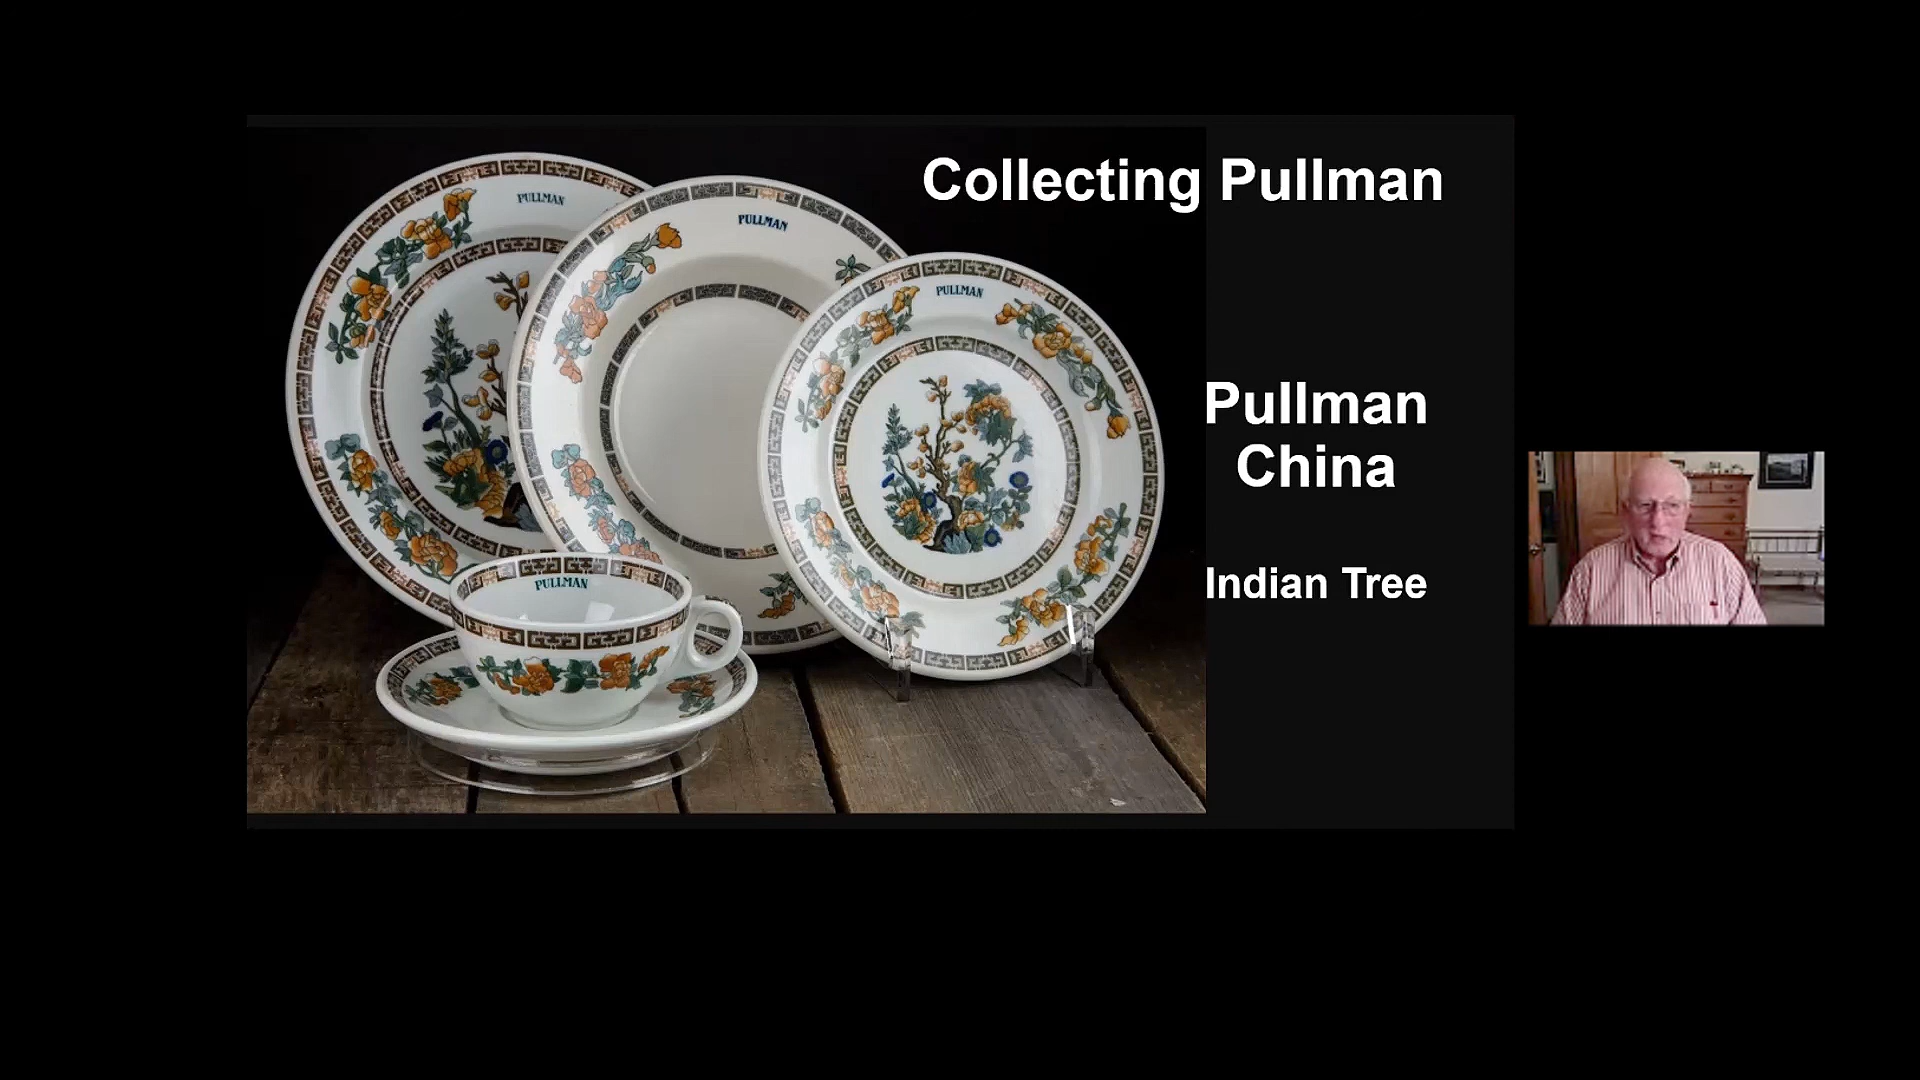 Collecting Pullman
PULLMAN
PULLMAN
PULLMAN
PULLMAN
Pullman
China
Indian Tree